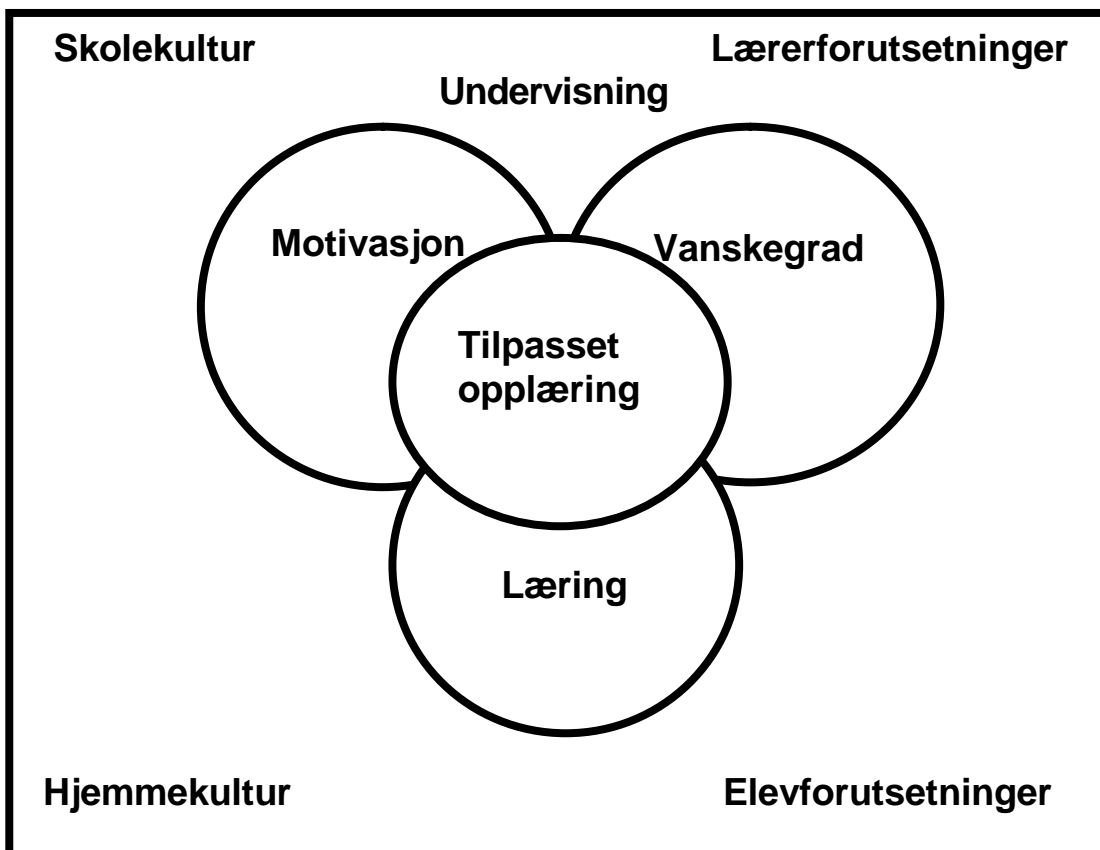 Skolekultur
Lærerforutsetninger
Undervisning
Motivasjon
Vanskegrad
Tilpasset
opplæring
Læring
Hjemmekultur
Elevforutsetninger